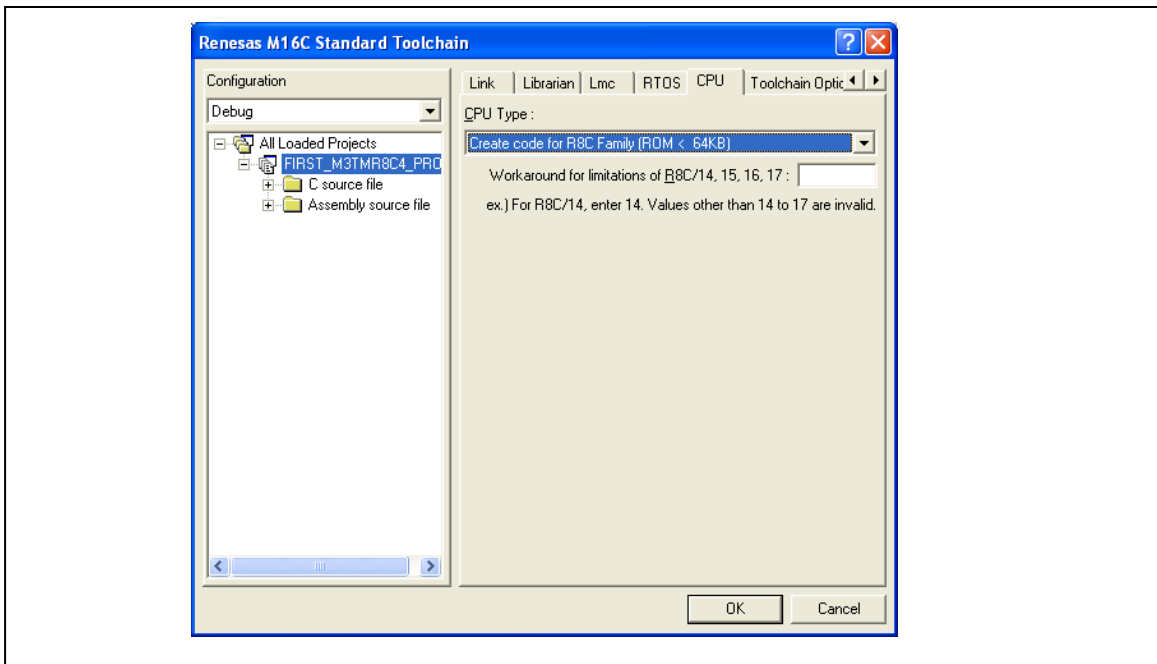 Renesas M16C Standard Toolchain
Configuration
Debug
All Loaded Projects
FIRST_M3TMR8C4_PRO
C source file
Assembly source file
Link Librarian Lmc RTOS CPU Toolchain Optic
CPU Type :
Create code for R8C Family (ROM < 64KB)
Workaround for limitations of R8C/14, 15, 16, 17 :
ex.) For R8C/14, enter 14. Values other than 14 to 17 are invalid.
OK Cancel